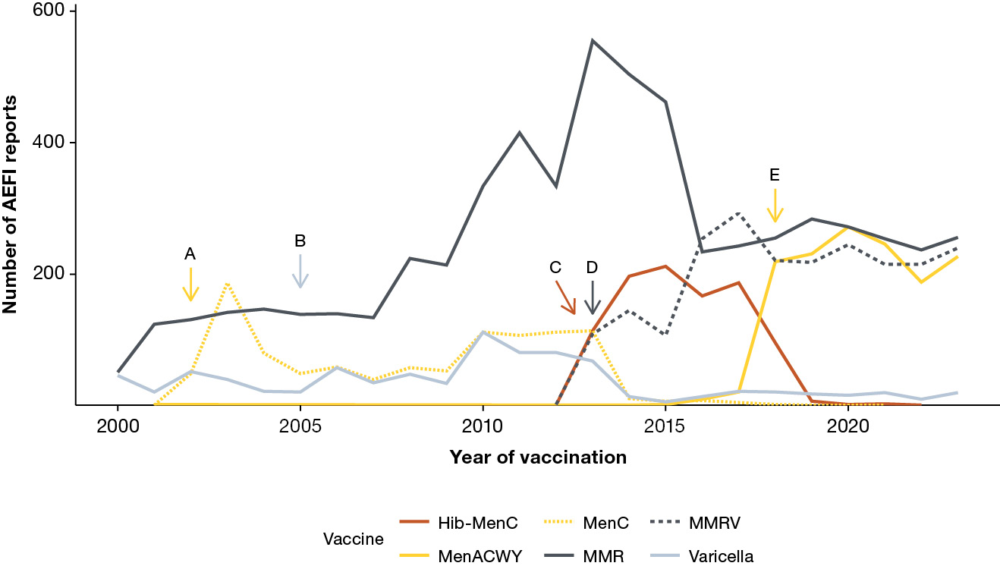 Number of AEFI reports
600
400
200
A
B
C
D
E
2000
2005
2010
2015
2020
Year of vaccination
Vaccine
Hib-MenC
MenC
MMRV
MenACWY
MMR
Varicella